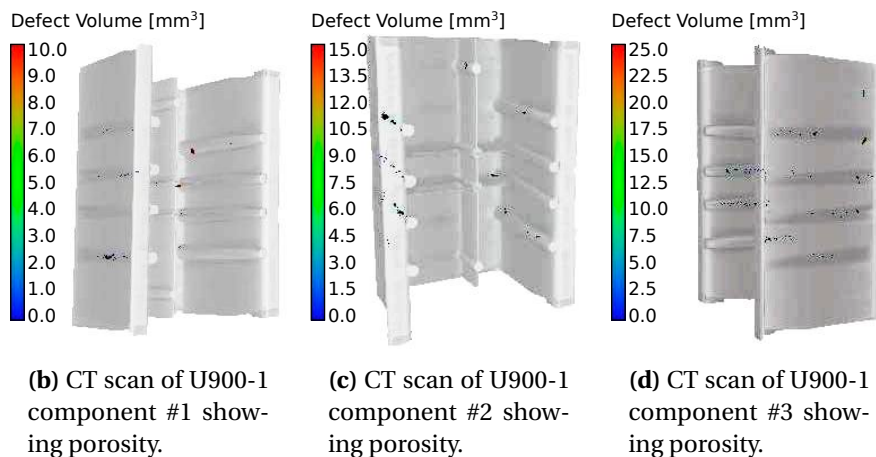 Defect Volume [mm³]
10.0
9.0
8.0
7.0
6.0
5.0
4.0
3.0
2.0
1.0
0.0
(b) CT scan of U900-1
component #1 show-
ing porosity.
Defect Volume [mm³]
15.0
13.5
12.0
10.5
9.0
7.5
6.0
4.5
3.0
1.5
0.0
(c) CT scan of U900-1
component #2 show-
ing porosity.
Defect Volume [mm³]
25.0
22.5
20.0
17.5
15.0
12.5
10.0
7.5
5.0
2.5
0.0
(d) CT scan of U900-1
component #3 show-
ing porosity.